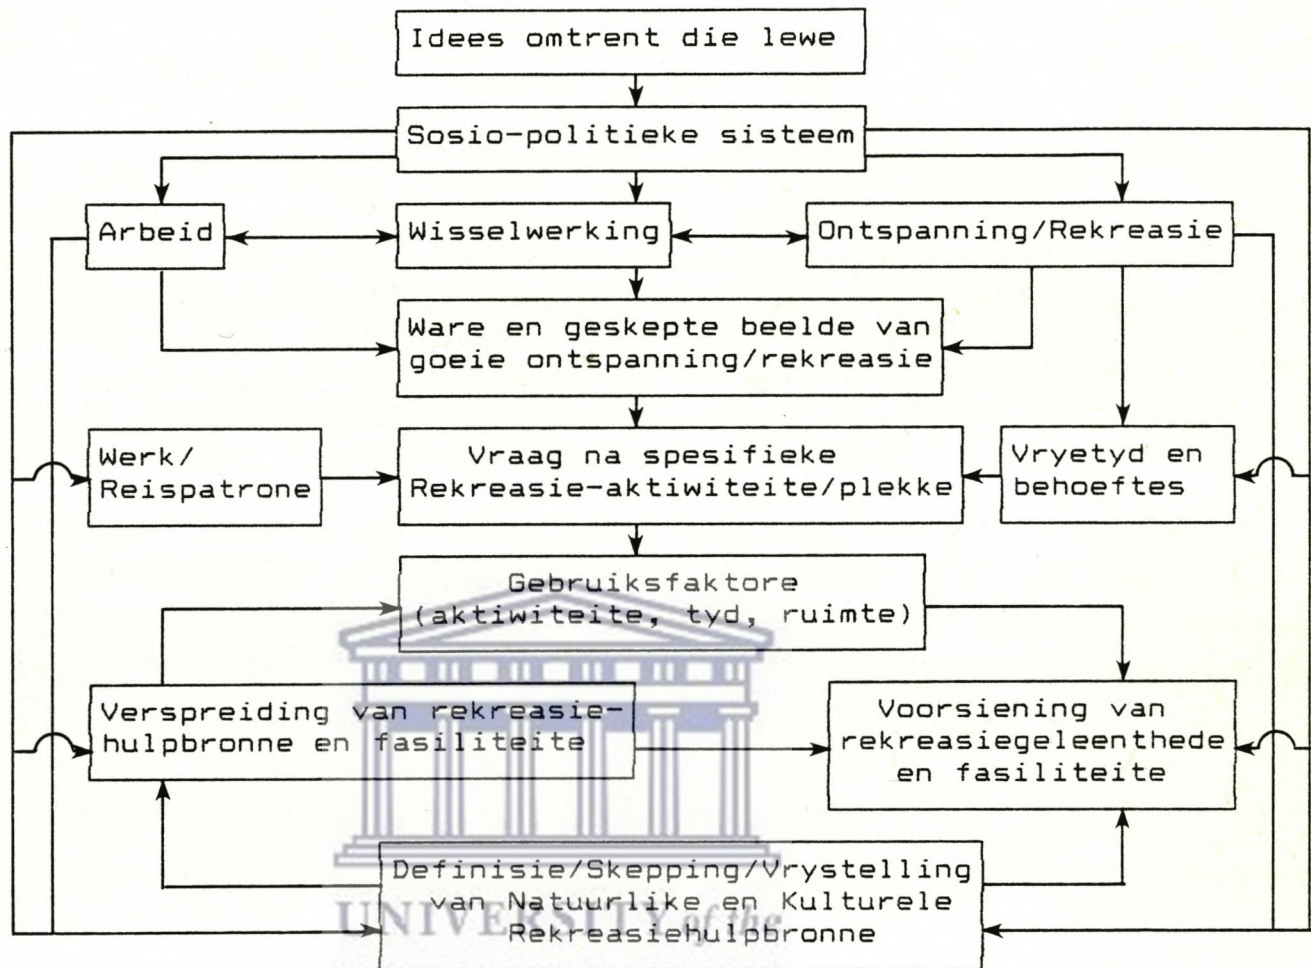 Idees omtrent die lewe
Sosio-politieke sisteem
Arbeid
Wisselwerking
Ontspanning/Rekreasie
Ware en geskepte beelde van
goeie ontspanning/rekreasie
Werk/
Reispatrone
Vraag na spesifieke
Rekreasie-aktiwiteite/plekke
Vryetyd en
behoeftes
Gebruiksfaktore
(aktiwiteite, tyd, ruimte)
Verspreiding van rekreasie-
hulpbronne en fasiliteite
Voorsiening van
rekreasiegeleenthede
en fasiliteite
Definisie/Skepping/Vrystelling
van Natuurlike en Kulturele
Rekreasiehulpbronne
UNIVERSITY of the